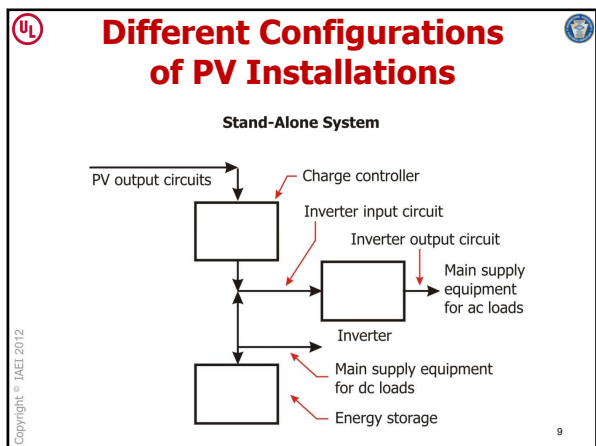 UL
Different Configurations
of PV Installations
Stand-Alone System
PV output circuits
Charge controller
Inverter input circuit
Inverter output circuit
Main supply
equipment
for ac loads
Inverter
Main supply equipment
for dc loads
Energy storage
Copyright © IAEI 2012
9